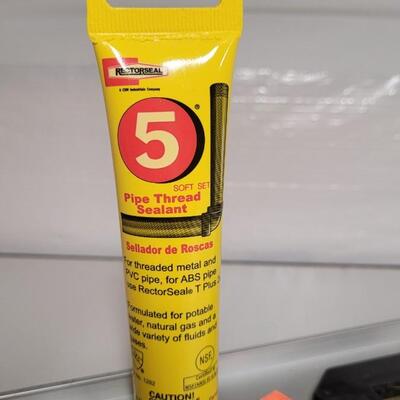 RECTORSEAL
A CSW Industrials Company
5®
SOFT SET
Pipe Thread
Sealant
Sellador de Roscas
For threaded metal and
PVC pipe, for ABS pipe
use RectorSeal® T Plus 2
Formulated for potable
water, natural gas and a
wide variety of fluids and
NSF®
Certified
CAUTION!